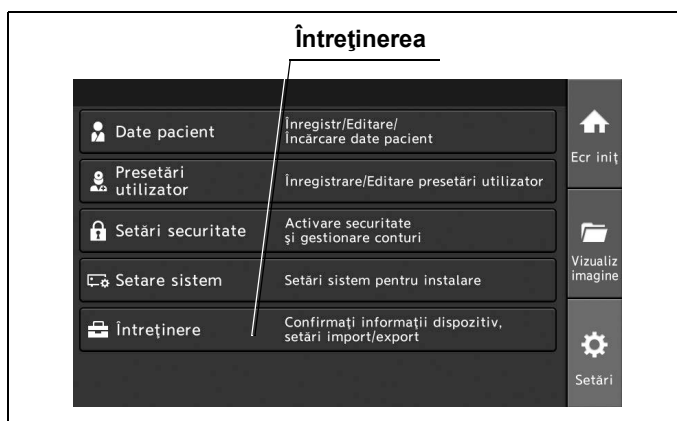 Întreţinerea
Date pacient
Înregistr/Editare/
Încărcare date pacient
Presetări
utilizator
Înregistrare/Editare presetări utilizator
Setări securitate
Activare securitate
şi gestionare conturi
Setare sistem
Setări sistem pentru instalare
Întreţinere
Confirmaţi informaţii dispozitiv,
setări import/export
Ecr iniţ
Vizualiz
imagine
Setări